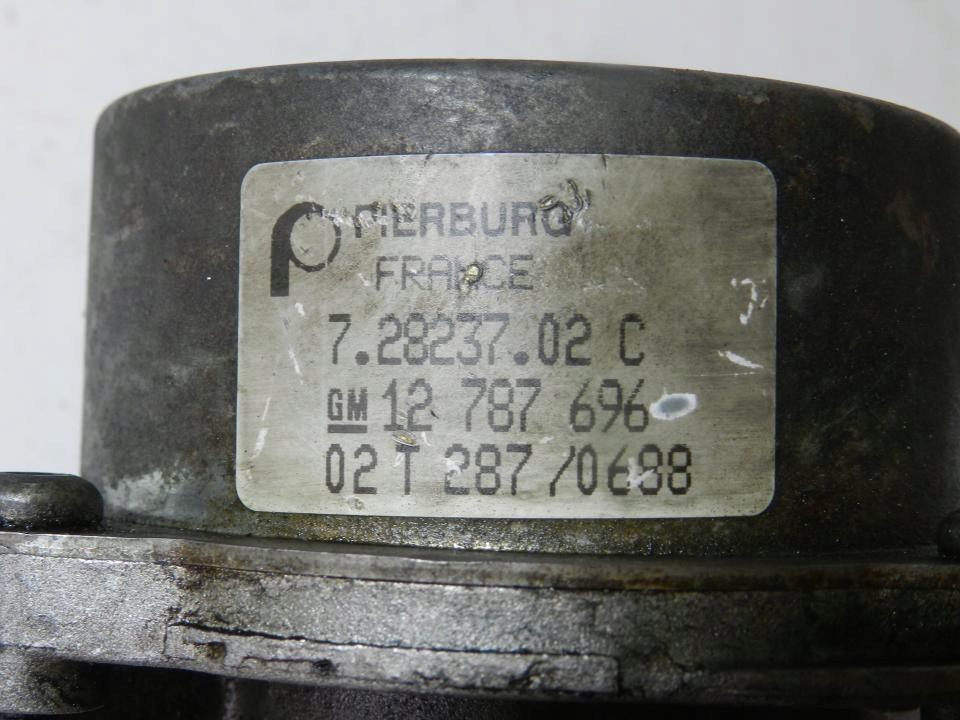 PIERBURG
FRANCE
7.28237.02 C
GM 12 787 696
02 T 287 /0688